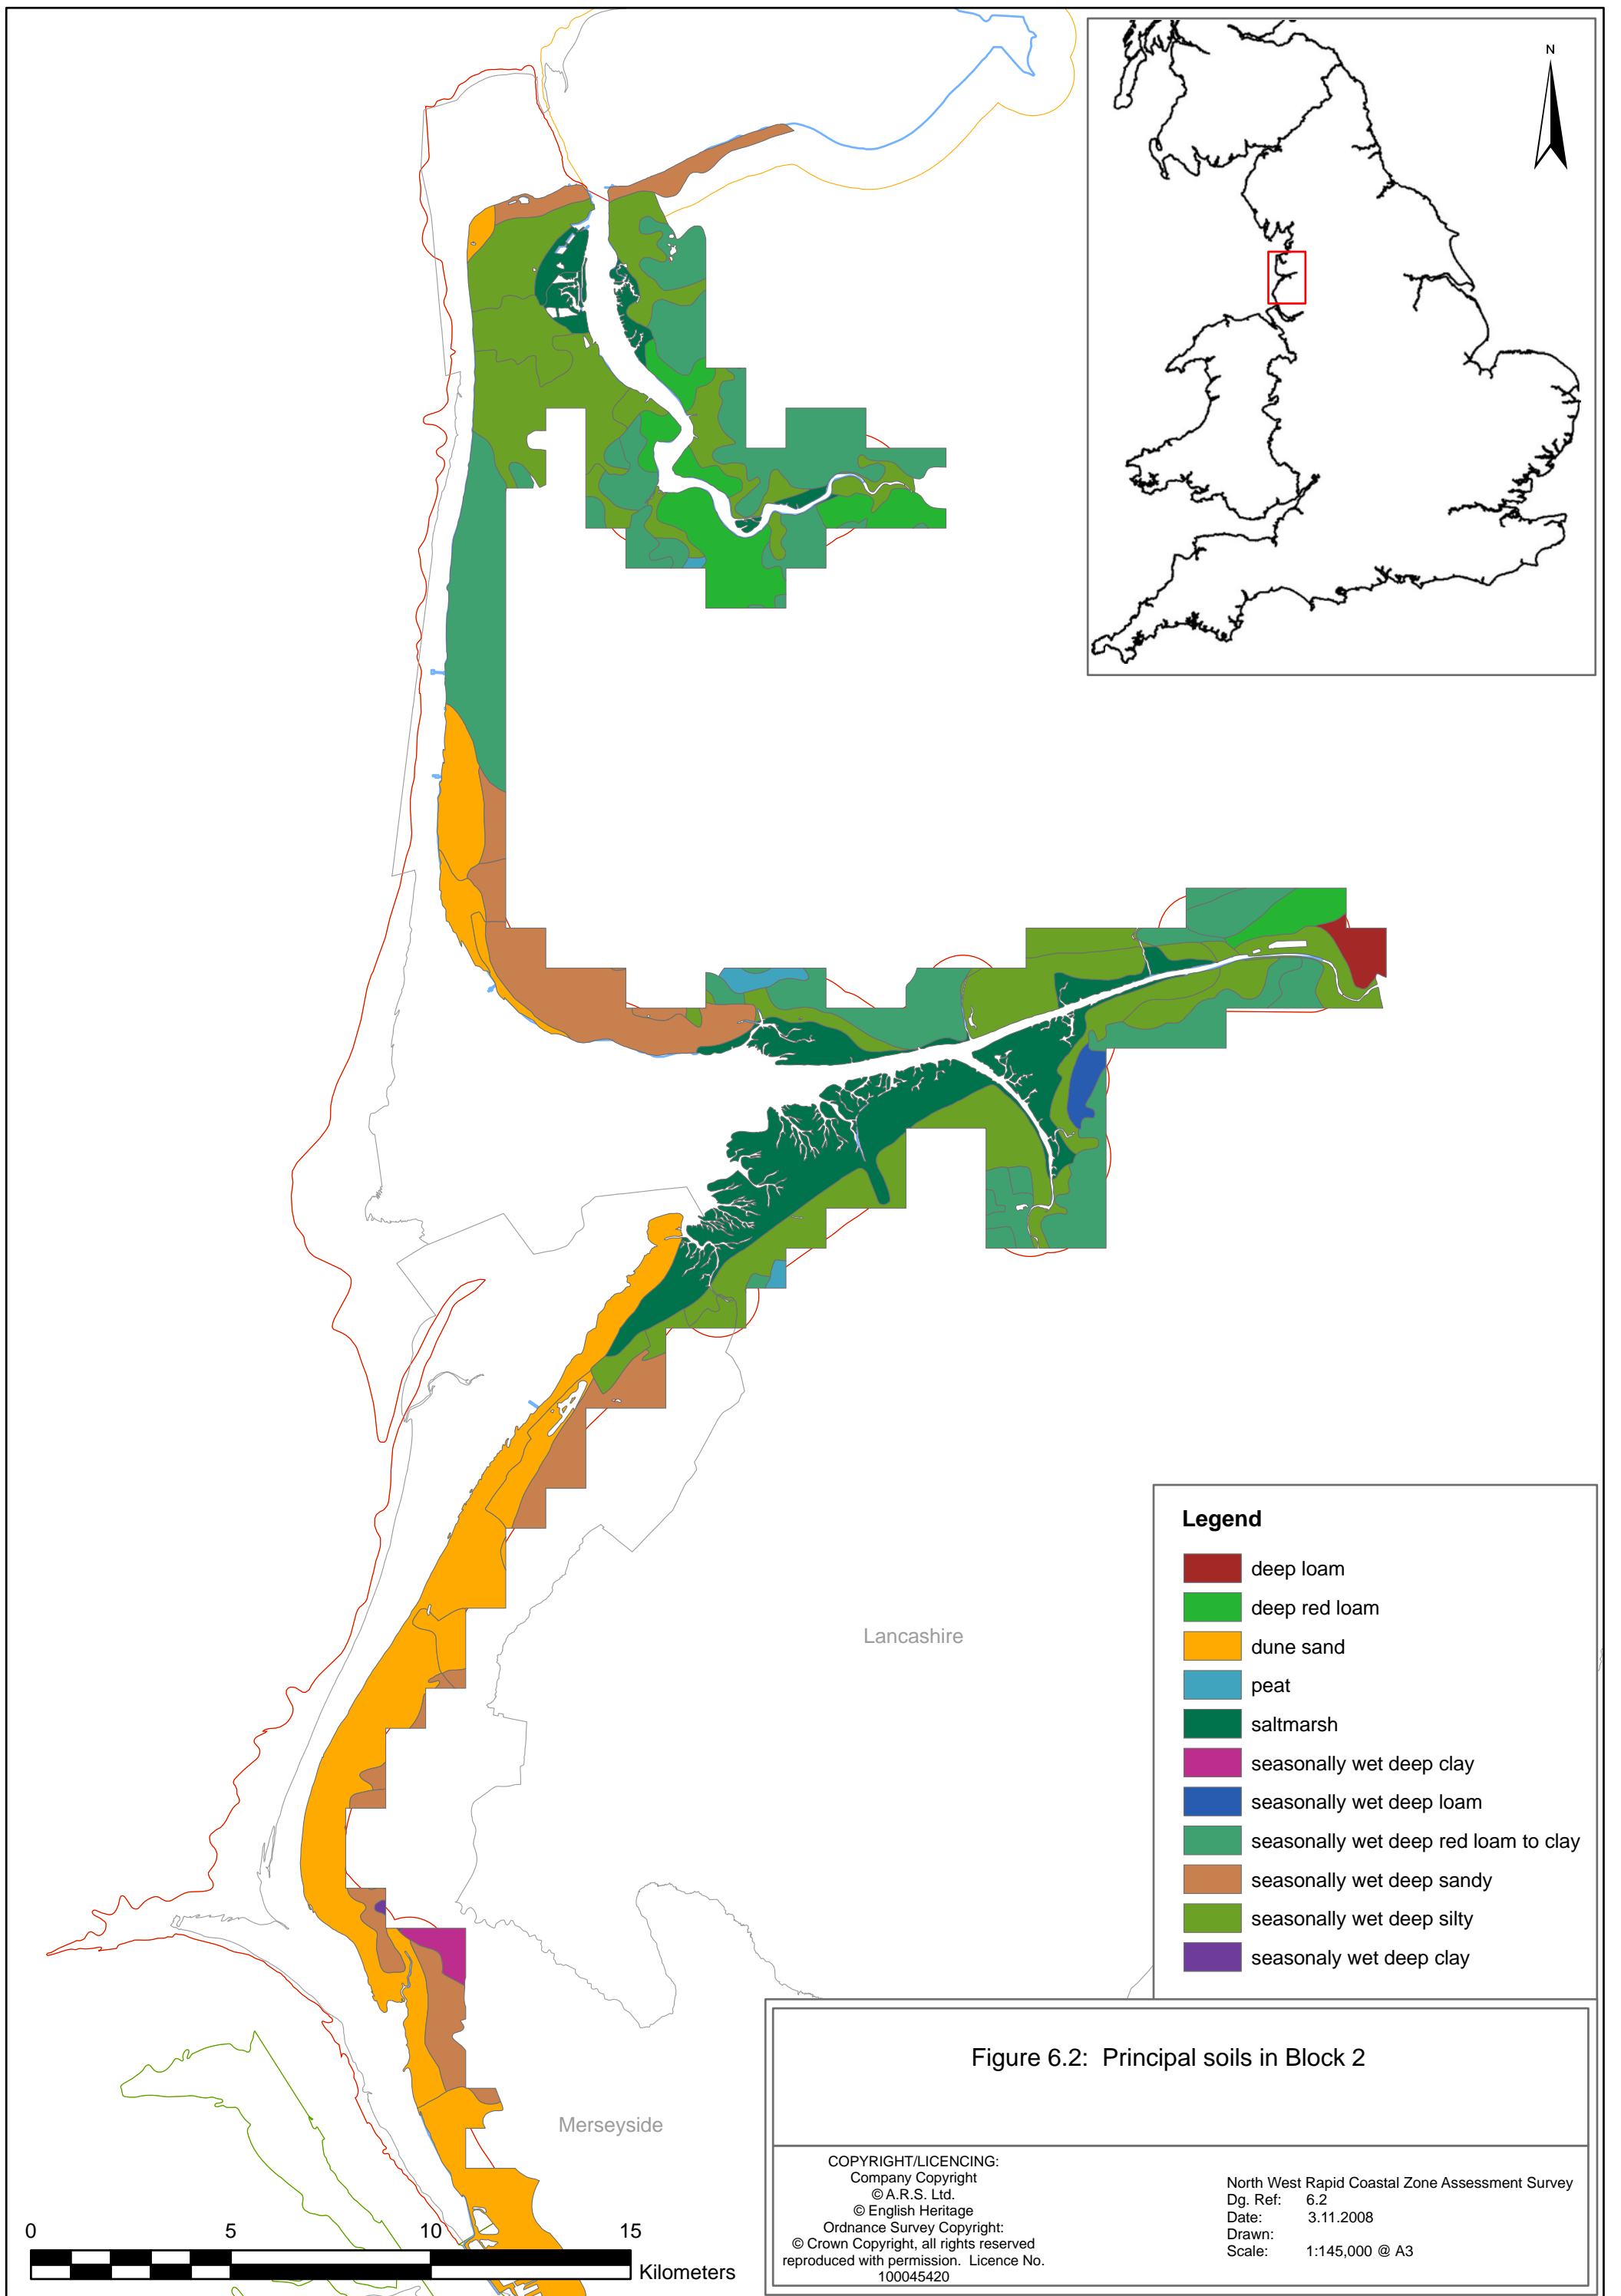 N
Lancashire
Merseyside
Legend
deep loam
deep red loam
dune sand
peat
saltmarsh
seasonally wet deep clay
seasonally wet deep loam
seasonally wet deep red loam to clay
seasonally wet deep sandy
seasonally wet deep silty
seasonaly wet deep clay
Figure 6.2: Principal soils in Block 2
COPYRIGHT/LICENCING:
Company Copyright
© A.R.S. Ltd.
© English Heritage
Ordnance Survey Copyright:
© Crown Copyright, all rights reserved
reproduced with permission. Licence No.
100045420
North West Rapid Coastal Zone Assessment Survey
Dg. Ref: 6.2
Date: 3.11.2008
Drawn:
Scale: 1:145,000 @ A3
0 5 10 15
Kilometers